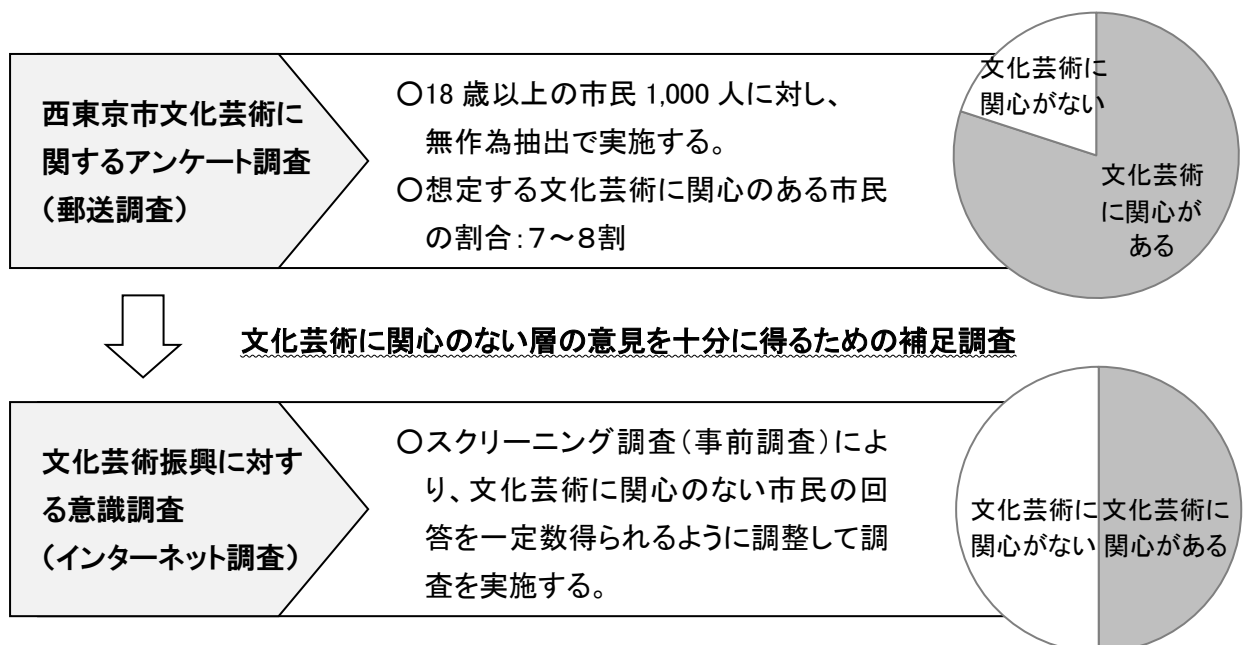 西東京市文化芸術に
関するアンケート調査
（郵送調査）
○18 歳以上の市民 1,000 人に対し、
無作為抽出で実施する。
○想定する文化芸術に関心のある市民
の割合：７～８割
文化芸術に
関心がない
文化芸術
に関心が
ある
文化芸術に関心のない層の意見を十分に得るための補足調査
文化芸術振興に対す
る意識調査
（インターネット調査）
○スクリーニング調査（事前調査）によ
り、文化芸術に関心のない市民の回
答を一定数得られるように調整して調
査を実施する。
文化芸術に
関心がない
文化芸術に
関心がある